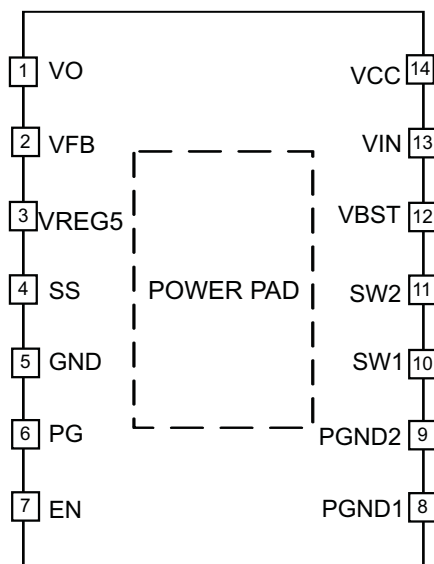 1 VO
2 VFB
3 VREG5
4 SS
5 GND
6 PG
7 EN
POWER PAD
VCC 14
VIN 13
VBST 12
SW2 11
SW1 10
PGND2 9
PGND1 8